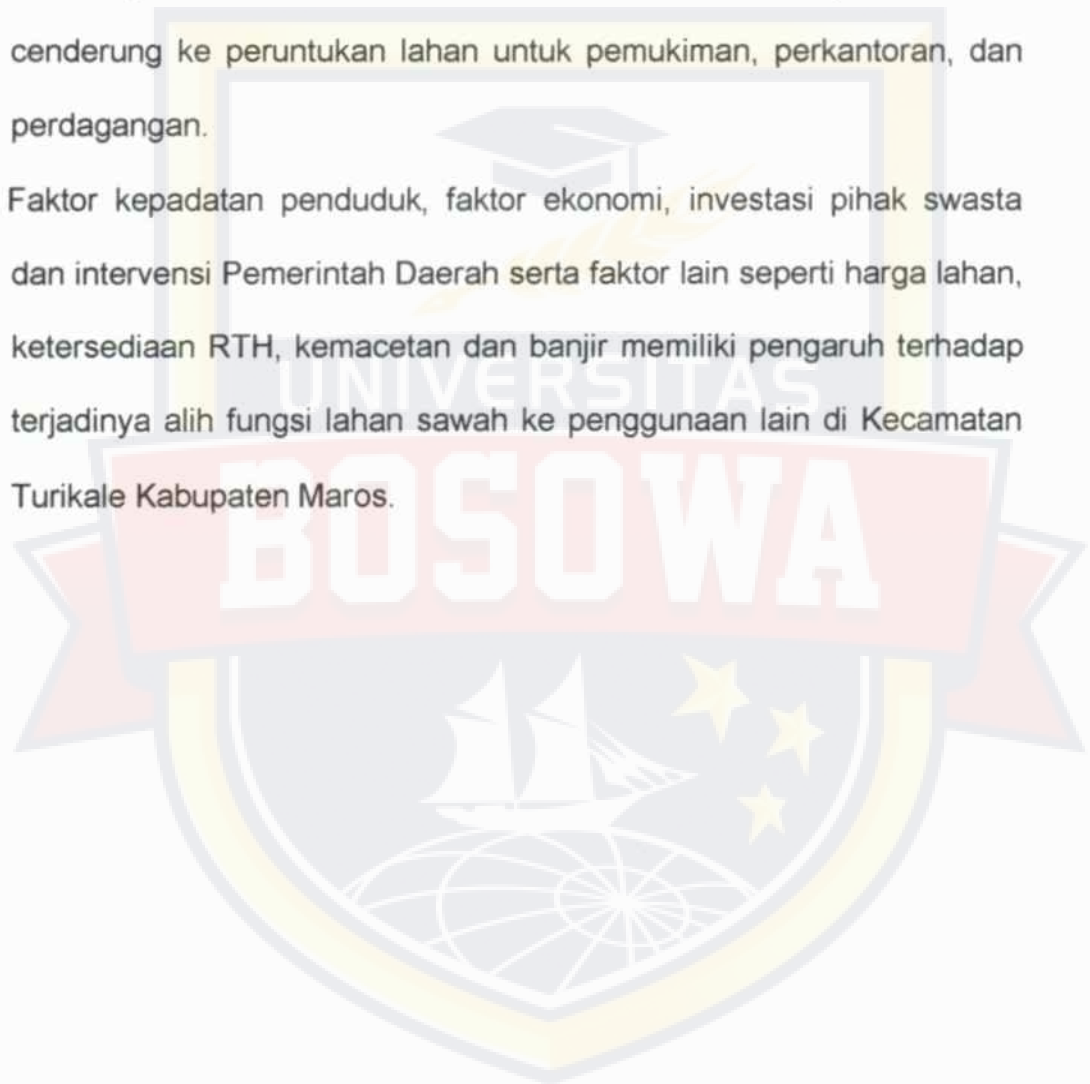 cenderung ke peruntukan lahan untuk pemukiman, perkantoran, dan
perdagangan.
Faktor kepadatan penduduk, faktor ekonomi, investasi pihak swasta
dan intervensi Pemerintah Daerah serta faktor lain seperti harga lahan,
ketersediaan RTH, kemacetan dan banjir memiliki pengaruh terhadap
UNIVERSITAS
terjadinya alih fungsi lahan sawah ke penggunaan lain di Kecamatan
Turikale Kabupaten Maros.
BOSOWA